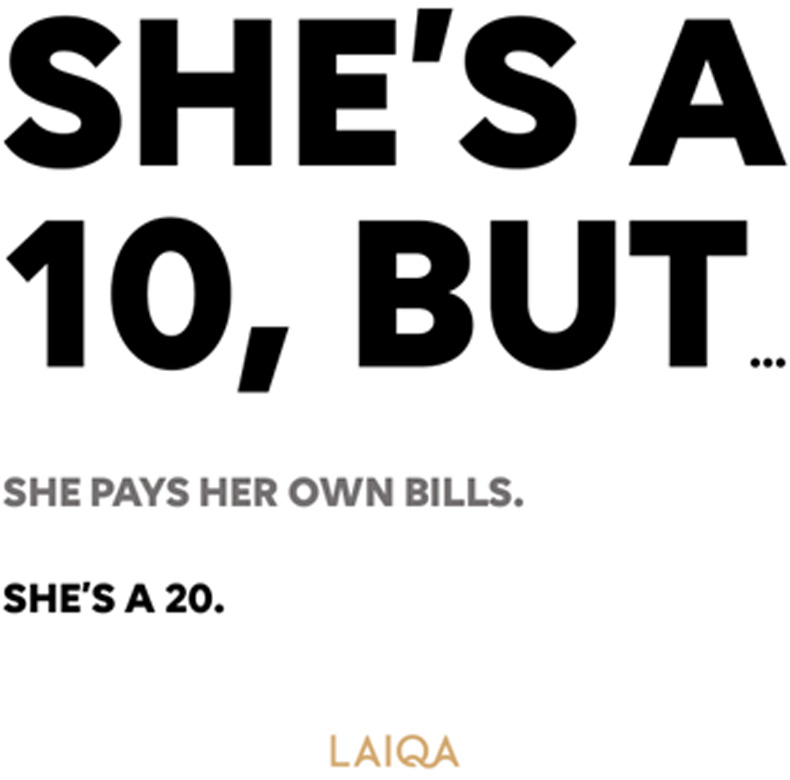 SHE'S A
10, BUT...
SHE PAYS HER OWN BILLS.
SHE'S A 20.
LAIQA